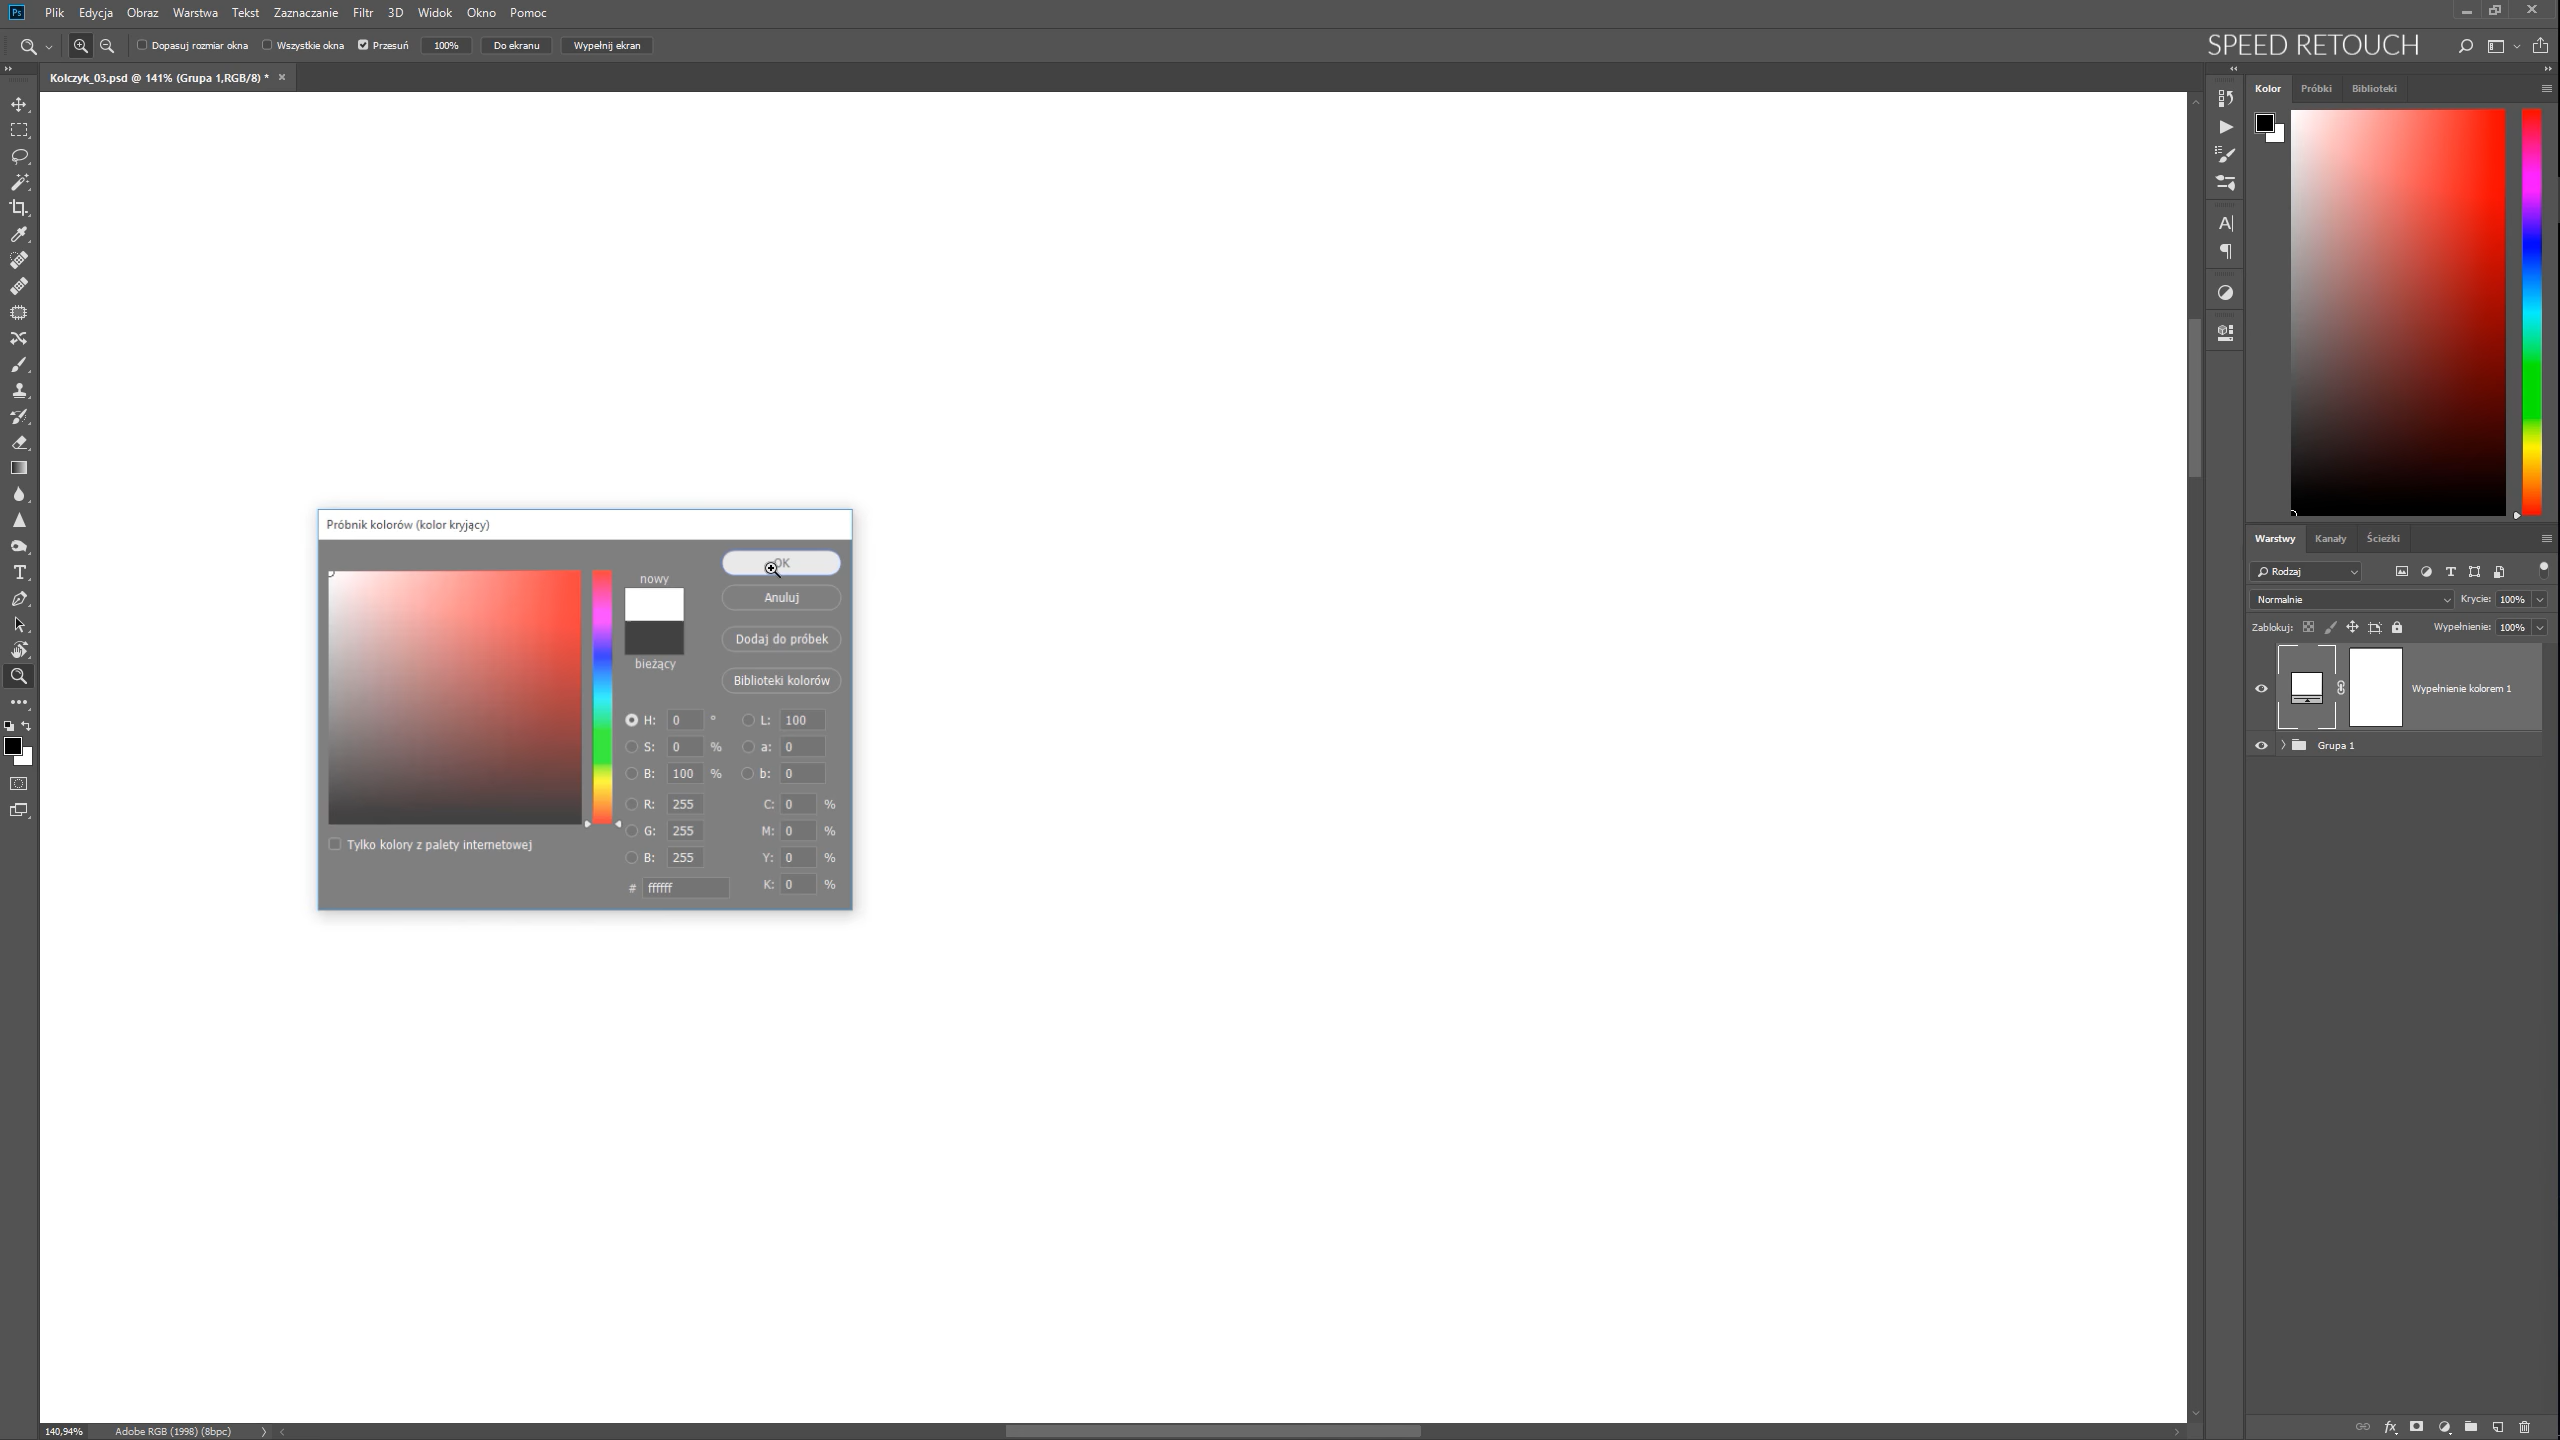 Ps Plik Edycja Obraz Warstwa Tekst Zaznaczanie Filtr 3D Widok Okno Pomoc
Dopasuj rozmiar okna Wszystkie okna Przesuń 100% Do ekranu Wypełnij ekran
SPEED RETOUCH
Kolczyk_03.psd @ 141% (Grupa 1,RGB/8) *
Kolor Próbki Biblioteki
Próbnik kolorów (kolor kryjący)
OK
nowy
Anuluj
Dodaj do próbek
bieżący
Biblioteki kolorów
H: 0 ° L: 100
S: 0 % a: 0
B: 100 % b: 0
R: 255 C: 0 %
G: 255 M: 0 %
Tylko kolory z palety internetowej
B: 255 Y: 0 %
# ffffff K: 0 %
Warstwy Kanały Ścieżki
Rodzaj
Normalnie Krycie: 100%
Zablokuj: Wypełnienie: 100%
Wypełnienie kolorem 1
Grupa 1
140,94% Adobe RGB (1998) (8bpc)
fx